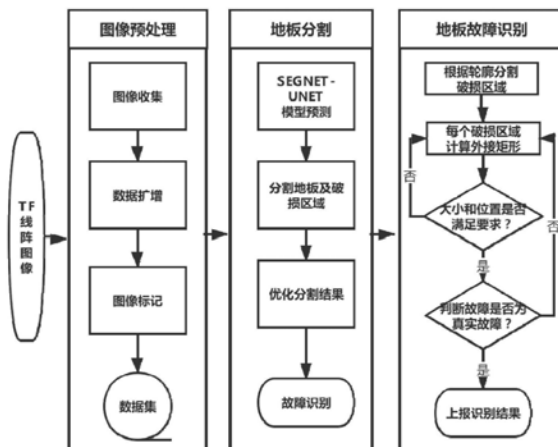 图像预处理
地板分割
地板故障识别
TF
线
阵
图
像
图像收集
数据扩增
图像标记
数据集
SEGNET-
UNET
模型预测
分割地板及破
损区域
优化分割结果
故障识别
根据轮廓分割
破损区域
每个破损区域
计算外接矩形
否
大小和位置是否
满足要求？
否
是
判断故障是否为
真实故障？
是
上报识别结果